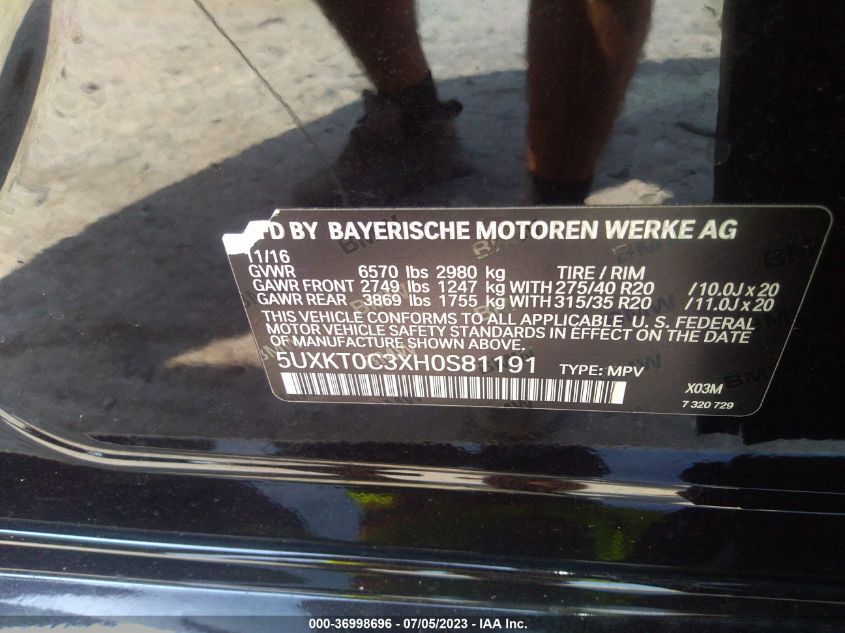 FD BY BAYERISCHE MOTOREN WERKE AG
11/16
GVWR 6570 lbs 2980 kg TIRE / RIM
GAWR FRONT 2749 lbs 1247 kg WITH 275/40 R20 /10.0J x 20
GAWR REAR 3869 lbs 1755 kg WITH 315/35 R20 /11.0J x 20
THIS VEHICLE CONFORMS TO ALL APPLICABLE U. S. FEDERAL
MOTOR VEHICLE SAFETY STANDARDS IN EFFECT ON THE DATE
OF MANUFACTURE SHOWN ABOVE.
5UXKT0C3XH0S81191 TYPE: MPV
X03M
7 320 729
000-36998696 - 07/05/2023 - IAA Inc.